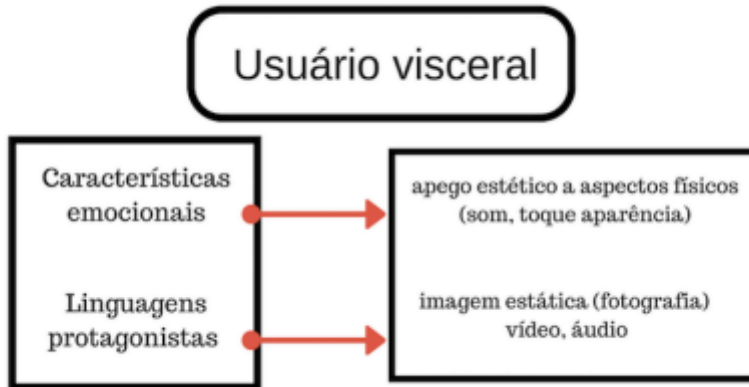 Usuário visceral
Características
emocionais
apego estético a aspectos físicos
(som, toque aparência)
Linguagens
protagonistas
imagem estática (fotografia)
vídeo, áudio